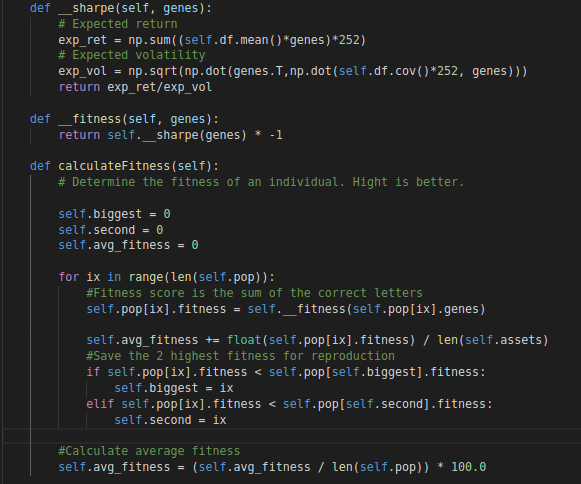 def __sharpe(self, genes):
# Expected return
exp_ret = np.sum((self.df.mean()*genes)*252)
# Expected volatility
exp_vol = np.sqrt(np.dot(genes.T,np.dot(self.df.cov()*252, genes)))
return exp_ret/exp_vol
def __fitness(self, genes):
return self.__sharpe(genes) * -1
def calculateFitness(self):
# Determine the fitness of an individual. Hight is better.
self.biggest = 0
self.second = 0
self.avg_fitness = 0
for ix in range(len(self.pop)):
#Fitness score is the sum of the correct letters
self.pop[ix].fitness = self.__fitness(self.pop[ix].genes)
self.avg_fitness += float(self.pop[ix].fitness) / len(self.assets)
#Save the 2 highest fitness for reproduction
if self.pop[ix].fitness < self.pop[self.biggest].fitness:
self.biggest = ix
elif self.pop[ix].fitness < self.pop[self.second].fitness:
self.second = ix
#Calculate average fitness
self.avg_fitness = (self.avg_fitness / len(self.pop)) * 100.0